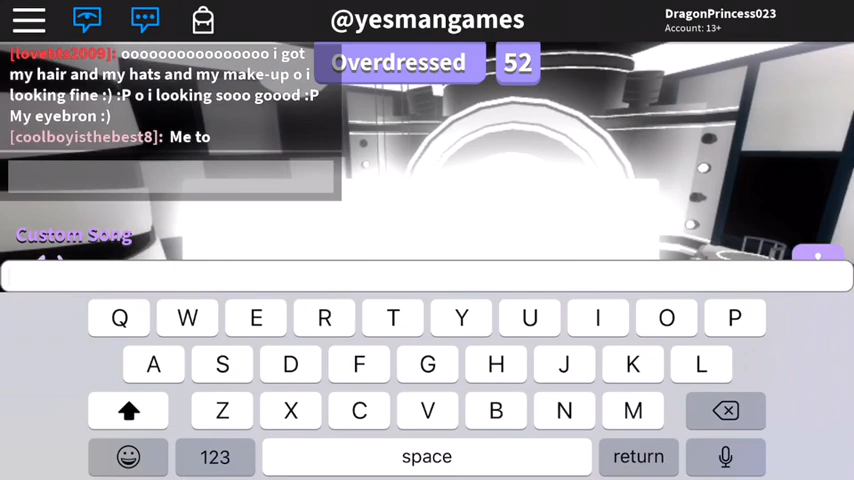 @yesmangames
DragonPrincess023
Account: 13+
[lovebts2009]: oooooooooooooooo i got
my hair and my hats and my make-up o i
looking fine :) :P o i looking sooo goood :P
My eyebron :)
[coolboyisthebest8]: Me to
Overdressed 52
Custom Song
Q W E R T Y U I O P
A S D F G H J K L
Z X C V B N M
123 space return